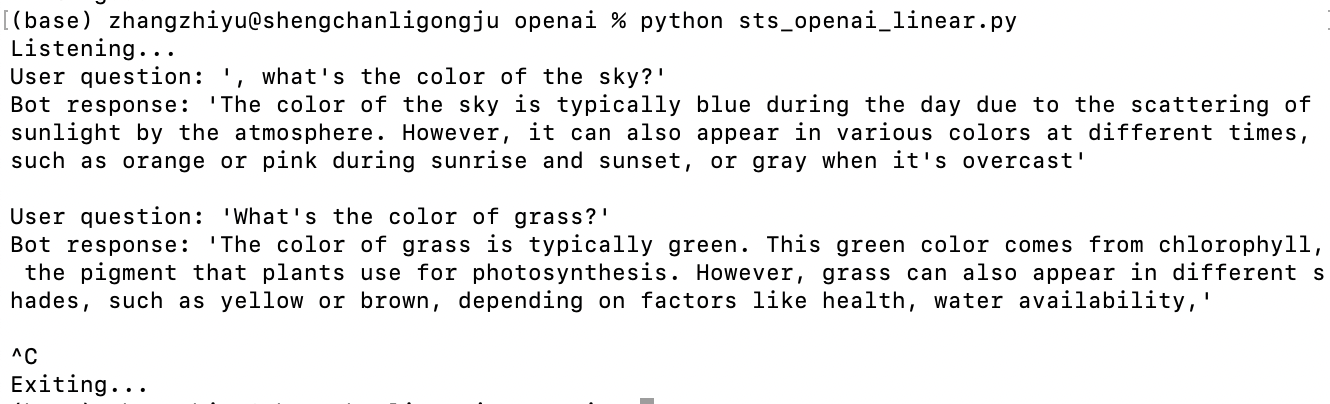 [(base) zhangzhiyu@shengchanligongju openai % python sts_openai_linear.py
Listening...
User question: ', what's the color of the sky?'
Bot response: 'The color of the sky is typically blue during the day due to the scattering of
sunlight by the atmosphere. However, it can also appear in various colors at different times,
such as orange or pink during sunrise and sunset, or gray when it's overcast'
User question: 'What's the color of grass?'
Bot response: 'The color of grass is typically green. This green color comes from chlorophyll,
the pigment that plants use for photosynthesis. However, grass can also appear in different s
hades, such as yellow or brown, depending on factors like health, water availability,'
^C
Exiting...